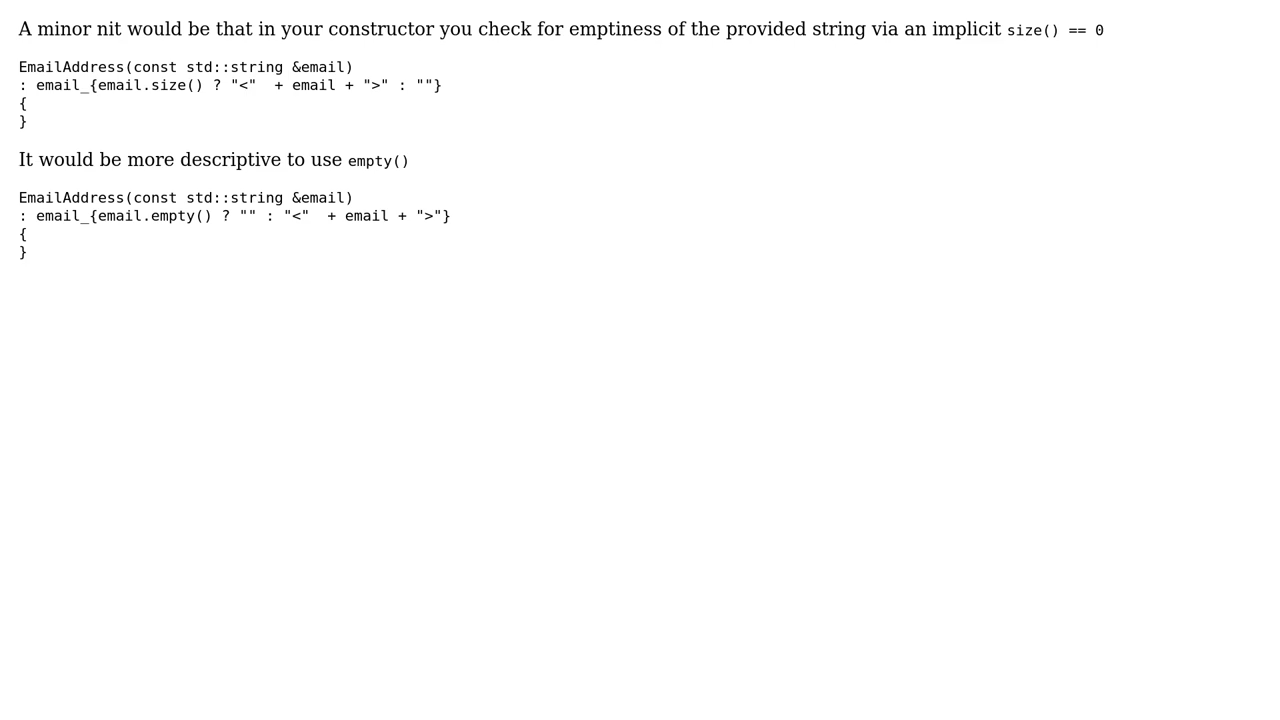 A minor nit would be that in your constructor you check for emptiness of the provided string via an implicit size() == 0
EmailAddress(const std::string &email)
: email_{email.size() ? "<"  + email + ">" : ""}
{
}
It would be more descriptive to use empty()
EmailAddress(const std::string &email)
: email_{email.empty() ? "" : "<"  + email + ">"}
{
}